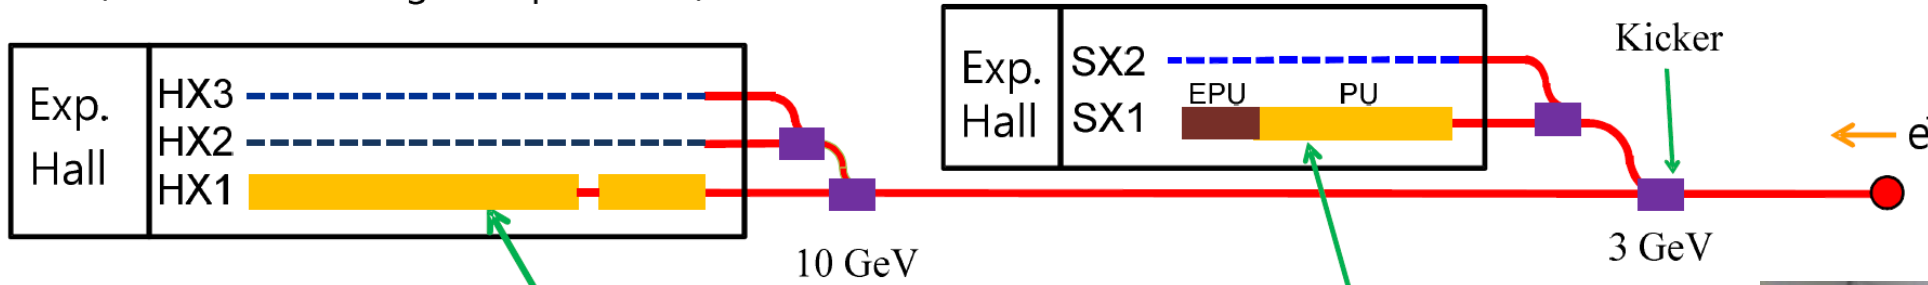 Exp.
Hall
HX3
HX2
HX1
10 GeV
Exp.
Hall
SX2
EPU PU
SX1
Kicker
3 GeV
e